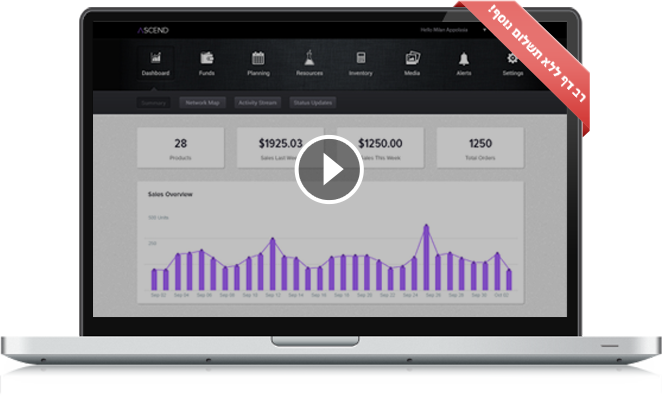 ASCEND
Hello Milan Appstora
Dashboard
Funds
Planning
Resources
Inventory
Media
Alerts
Settings
רב דף ללא תשלום נוסף!
Summary
Network Map
Activity Stream
Status Updates
28
Products
$1925.03
Sales Last Week
$1250.00
Sales This Week
1250
Total Orders
Sales Overview
500 Units
250
Sep 02 Sep 04 Sep 06 Sep 08 Sep 10 Sep 12 Sep 14 Sep 16 Sep 18 Sep 20 Sep 22 Sep 24 Sep 26 Sep 28 Sep 30 Oct 02